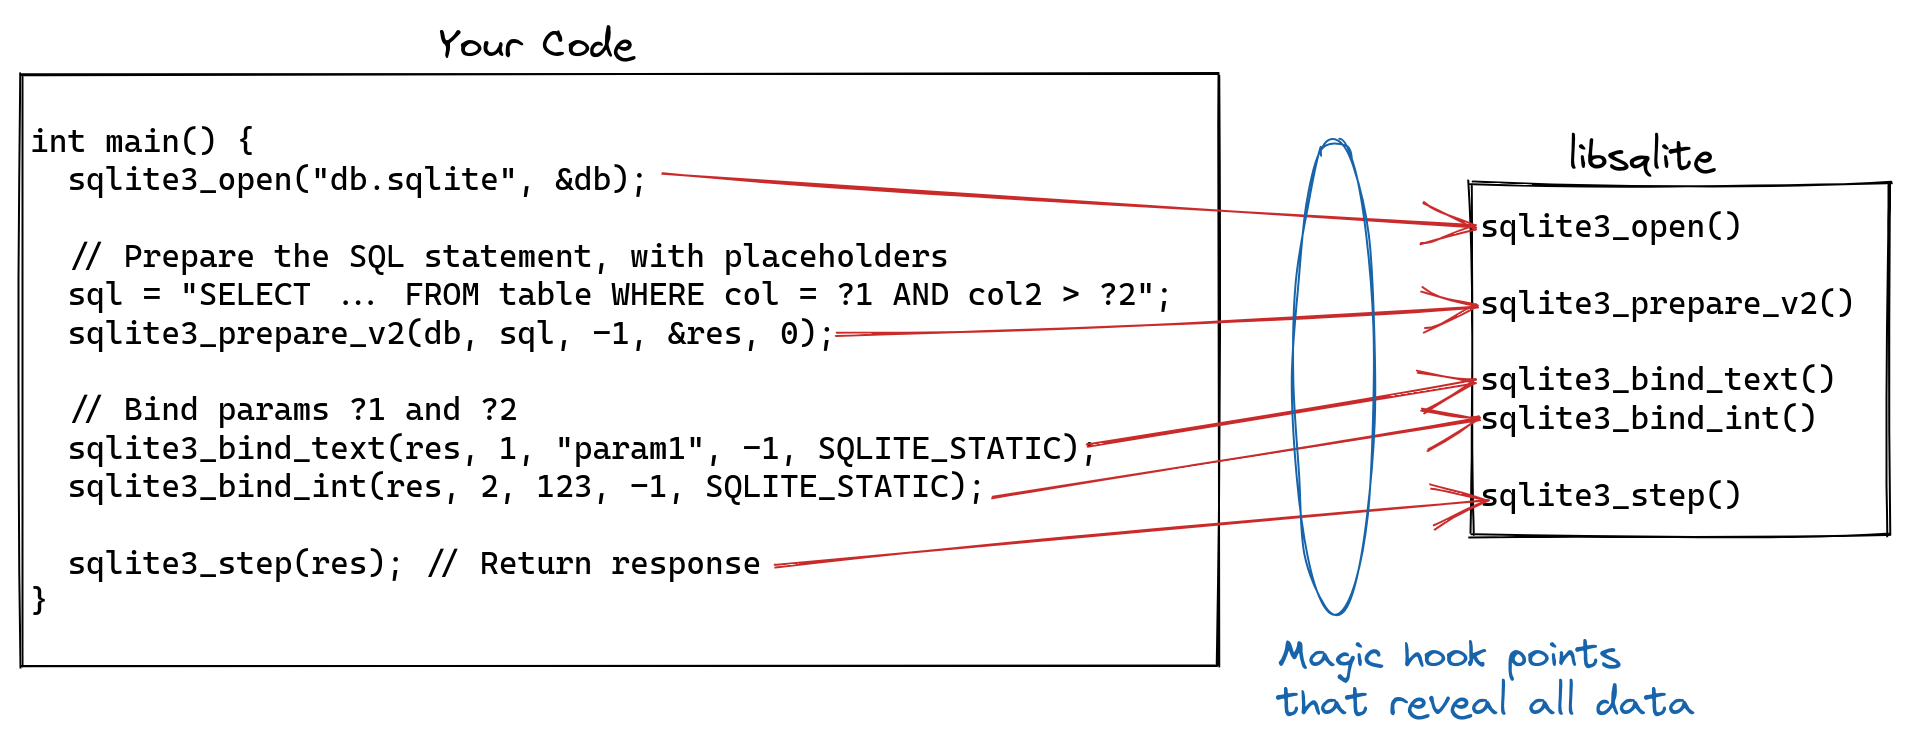 Your Code
int main() {
  sqlite3_open("db.sqlite", &db);
  // Prepare the SQL statement, with placeholders
  sql = "SELECT ... FROM table WHERE col = ?1 AND col2 > ?2";
  sqlite3_prepare_v2(db, sql, -1, &res, 0);
  // Bind params ?1 and ?2
  sqlite3_bind_text(res, 1, "param1", -1, SQLITE_STATIC);
  sqlite3_bind_int(res, 2, 123, -1, SQLITE_STATIC);
  sqlite3_step(res); // Return response
}
libsqlite
sqlite3_open()
sqlite3_prepare_v2()
sqlite3_bind_text()
sqlite3_bind_int()
sqlite3_step()
Magic hook points
that reveal all data